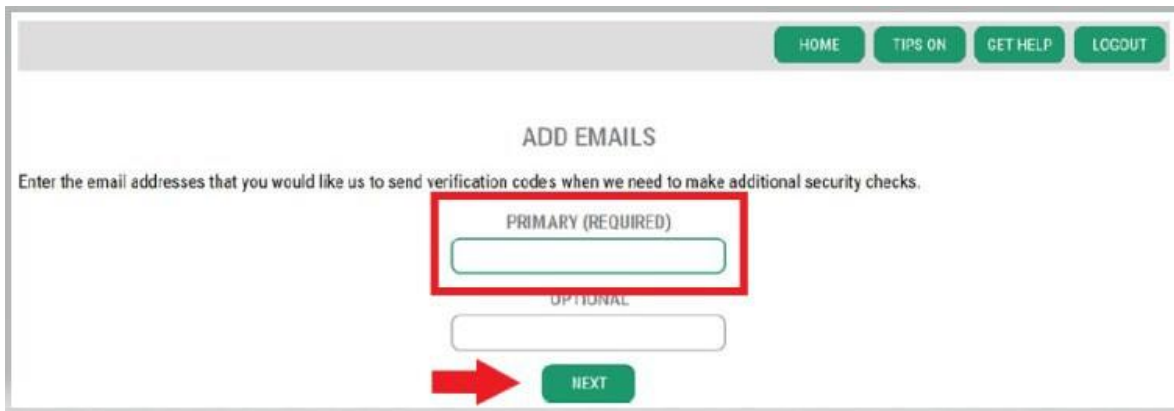 HOME TIPS ON GET HELP LOGOUT
ADD EMAILS
Enter the email addresses that you would like us to send verification codes when we need to make additional security checks.
PRIMARY (REQUIRED)
OPTIONAL
NEXT